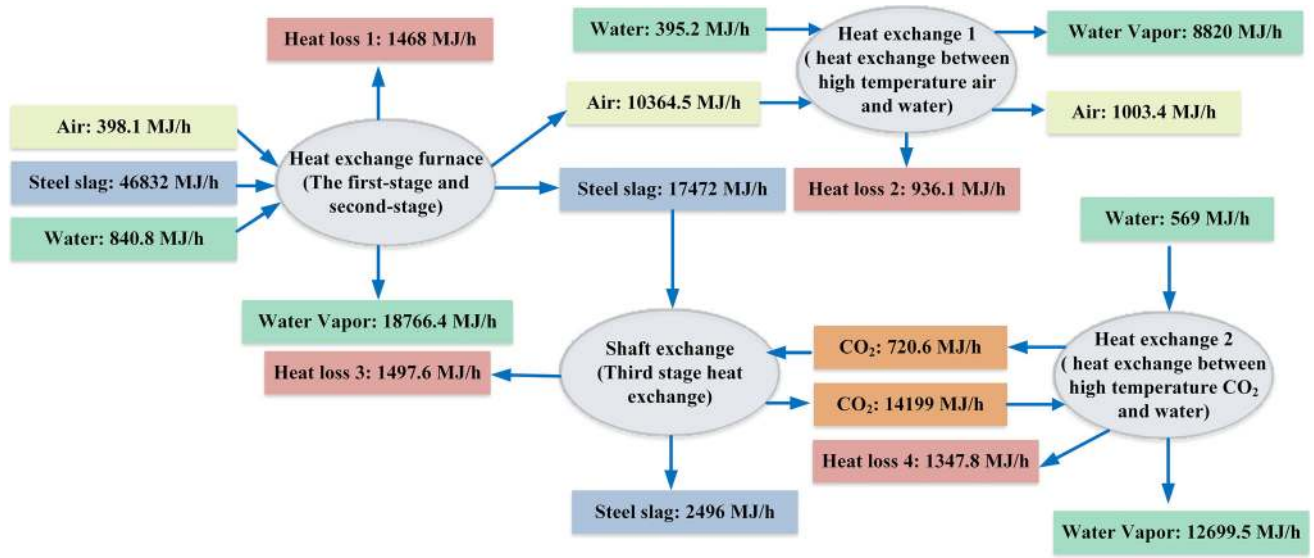 Heat loss 1: 1468 MJ/h
Water: 395.2 MJ/h
Heat exchange 1
( heat exchange between
high temperature air
and water)
Water Vapor: 8820 MJ/h
Air: 398.1 MJ/h
Air: 10364.5 MJ/h
Air: 1003.4 MJ/h
Steel slag: 46832 MJ/h
Heat exchange furnace
(The first-stage and
second-stage)
Steel slag: 17472 MJ/h
Heat loss 2: 936.1 MJ/h
Water: 840.8 MJ/h
Water: 569 MJ/h
Water Vapor: 18766.4 MJ/h
Heat loss 3: 1497.6 MJ/h
Shaft exchange
(Third stage heat
exchange)
CO₂: 720.6 MJ/h
CO₂: 14199 MJ/h
Heat exchange 2
( heat exchange between
high temperature CO₂
and water)
Heat loss 4: 1347.8 MJ/h
Steel slag: 2496 MJ/h
Water Vapor: 12699.5 MJ/h